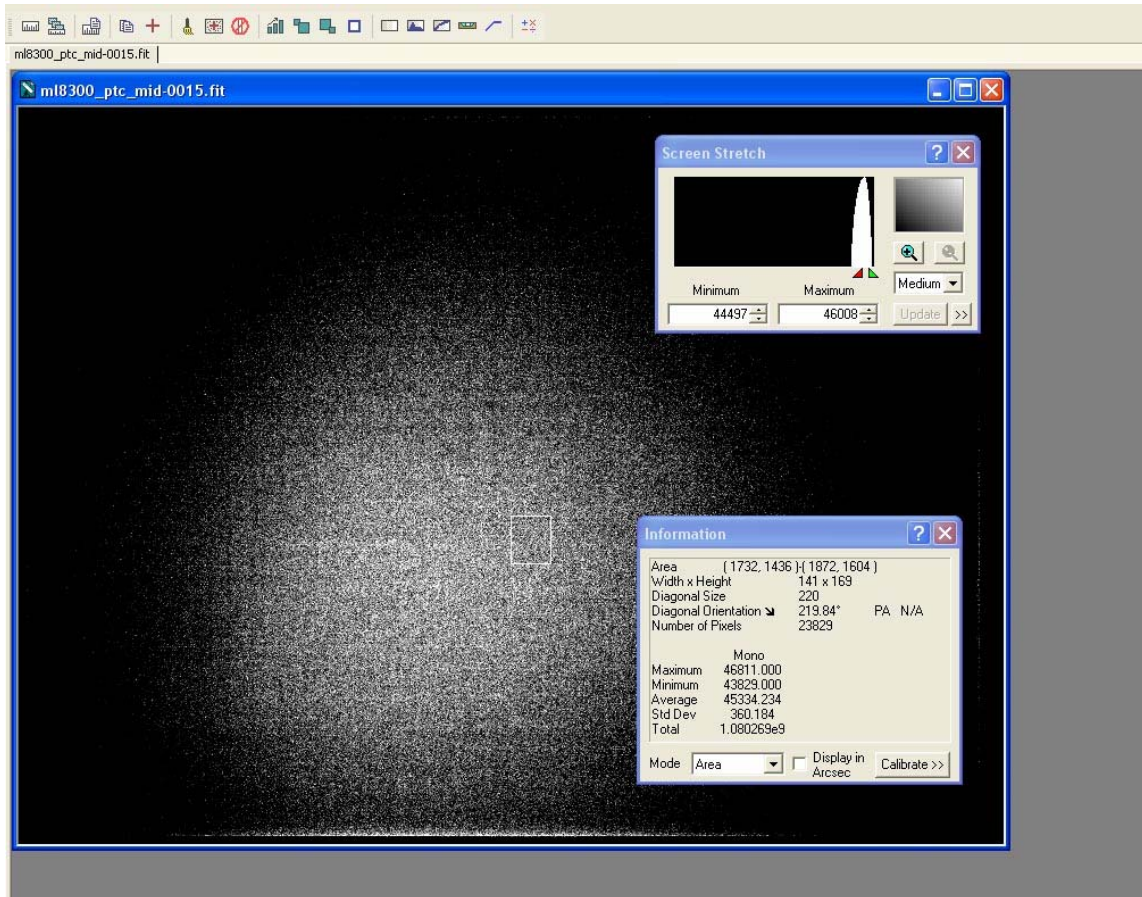 ml8300_ptc_mid-0015.fit
ml8300_ptc_mid-0015.fit
Screen Stretch
Minimum Maximum Medium
44497 46008 Update >>
Information
Area ( 1732, 1436 )-( 1872, 1604 )
Width x Height 141 x 169
Diagonal Size 220
Diagonal Orientation ↘ 219.84° PA N/A
Number of Pixels 23829
Mono
Maximum 46811.000
Minimum 43829.000
Average 45334.234
Std Dev 360.184
Total 1.080269e9
Mode Area Display in Arcsec Calibrate >>